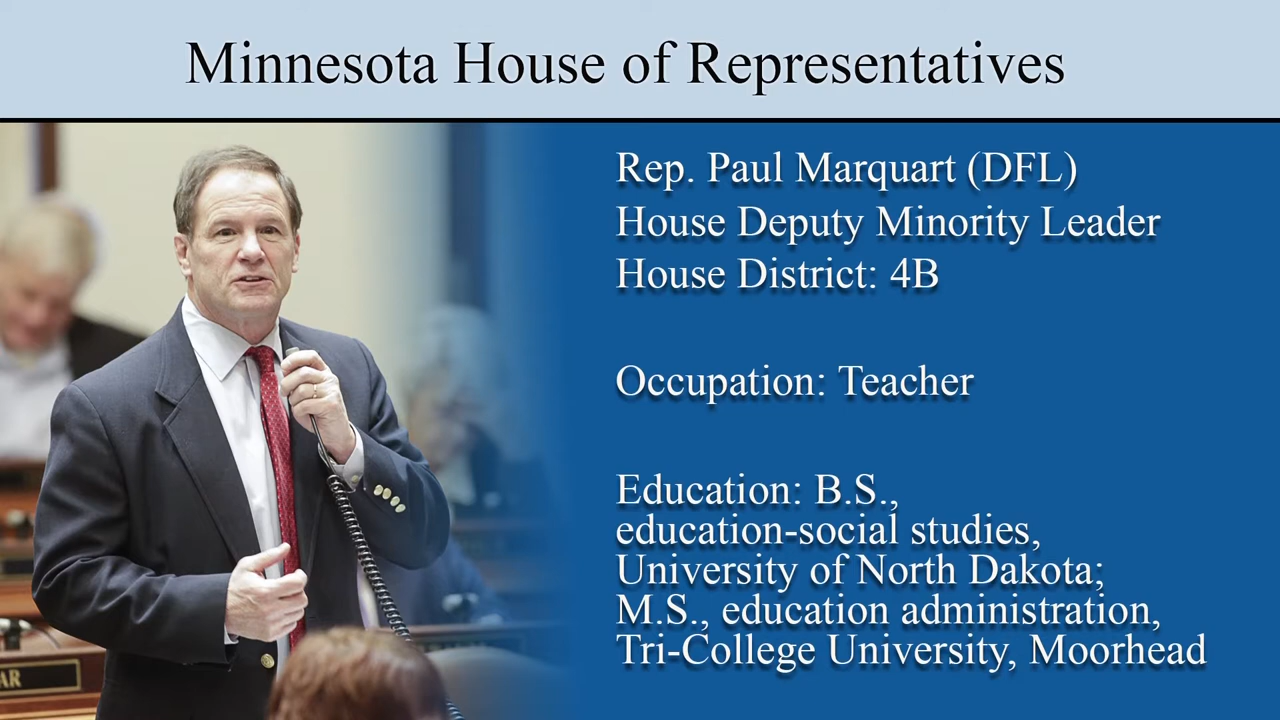 Minnesota House of Representatives
Rep. Paul Marquart (DFL)
House Deputy Minority Leader
House District: 4B
Occupation: Teacher
Education: B.S.,
education-social studies,
University of North Dakota;
M.S., education administration,
Tri-College University, Moorhead
AR